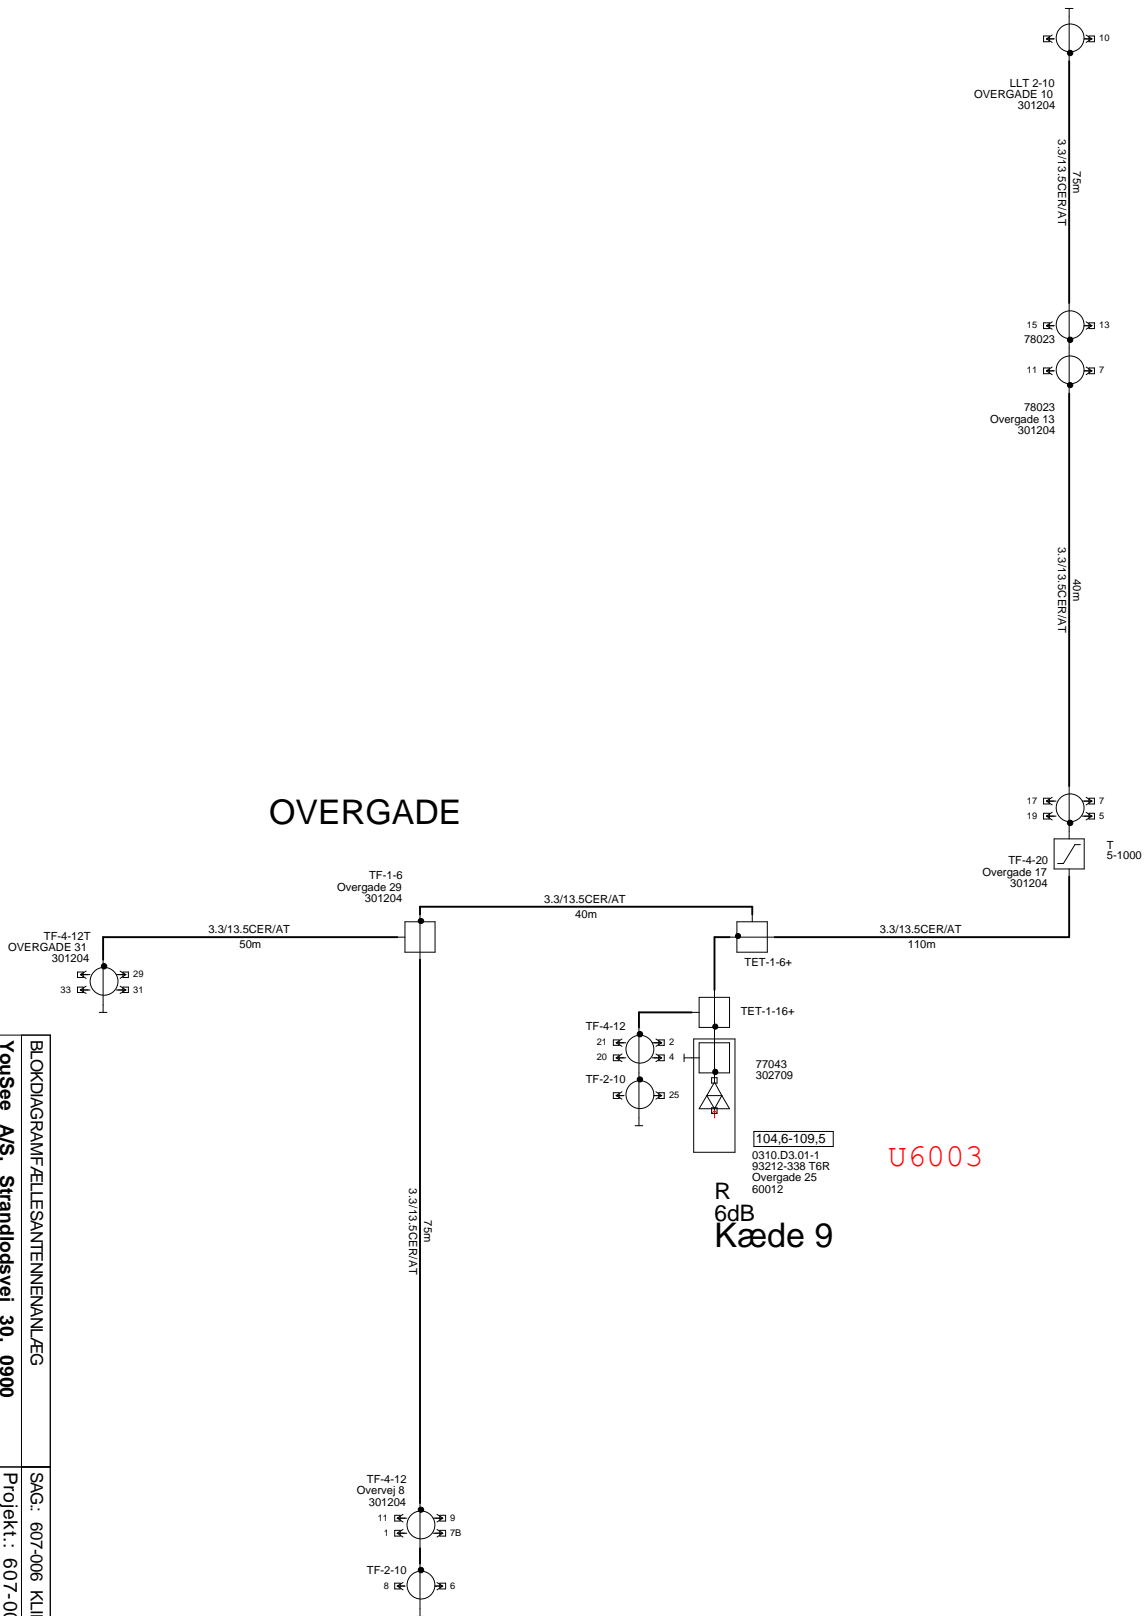 10
LLT 2-10
OVERGADE 10
301204
75m
3.3/13.5CER/AT
15
13
78023
11
7
78023
Overgade 13
301204
40m
3.3/13.5CER/AT
17
7
19
5
TF-4-20
Overgade 17
301204
T
5-1000
OVERGADE
TF-1-6
Overgade 29
301204
3.3/13.5CER/AT
40m
3.3/13.5CER/AT
110m
TET-1-6+
3.3/13.5CER/AT
50m
TF-4-12T
OVERGADE 31
301204
29
33
31
TET-1-16+
TF-4-12
21
2
20
4
TF-2-10
25
77043
302709
104,6-109,5
0310.D3.01-1
93212-338 T6R
Overgade 25
60012
U6003
R
6dB
Kæde 9
75m
3.3/13.5CER/AT
TF-4-12
Overvej 8
301204
11
9
1
7B
TF-2-10
8
6
BLOKDIAGRAMFÆLLESANTENNENANLÆG
YouSee A/S, Strandlodsvej 30, 0900
SAG.: 607-006
Projekt.: